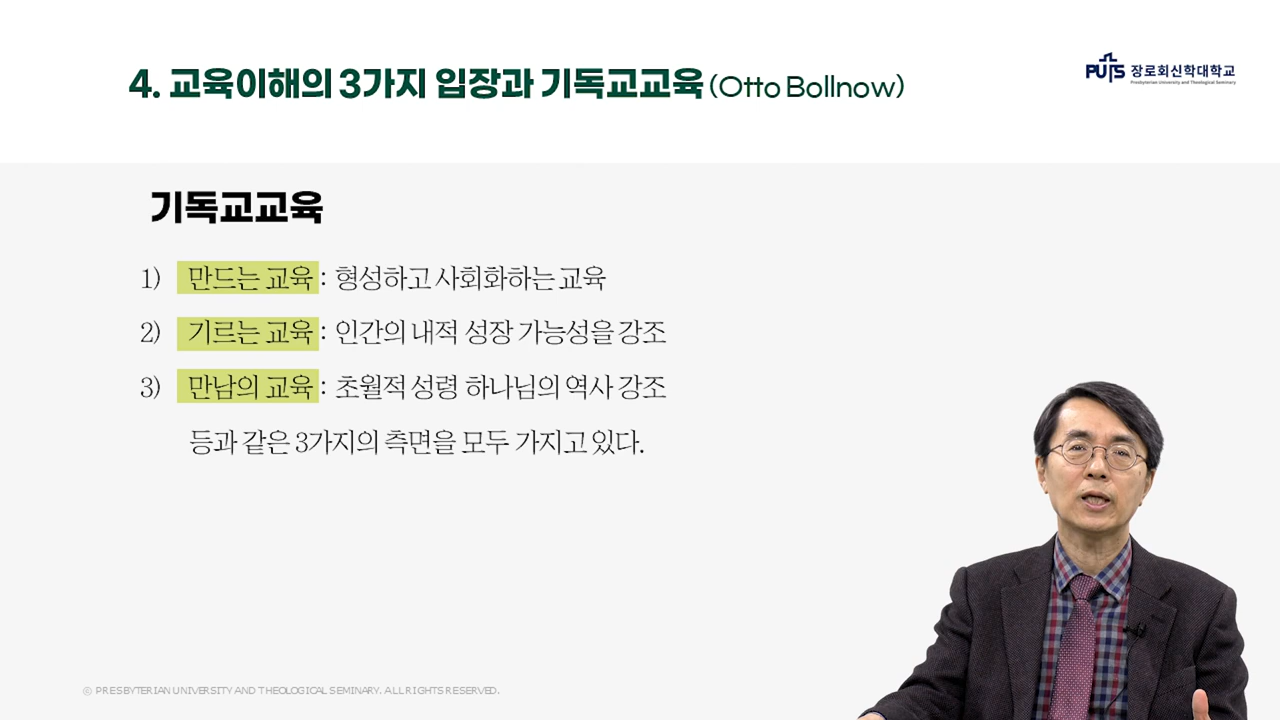 4. 교육이해의 3가지 입장과 기독교교육 (Otto Bollnow)
PUTS 장로회신학대학교
Presbyterian University and Theological Seminary
기독교교육
1) 만드는 교육 : 형성하고 사회화하는 교육
2) 기르는 교육 : 인간의 내적 성장 가능성을 강조
3) 만남의 교육 : 초월적 성령 하나님의 역사 강조
등과 같은 3가지의 측면을 모두 가지고 있다.
© PRESBYTERIAN UNIVERSITY AND THEOLOGICAL SEMINARY. ALL RIGHTS RESERVED.